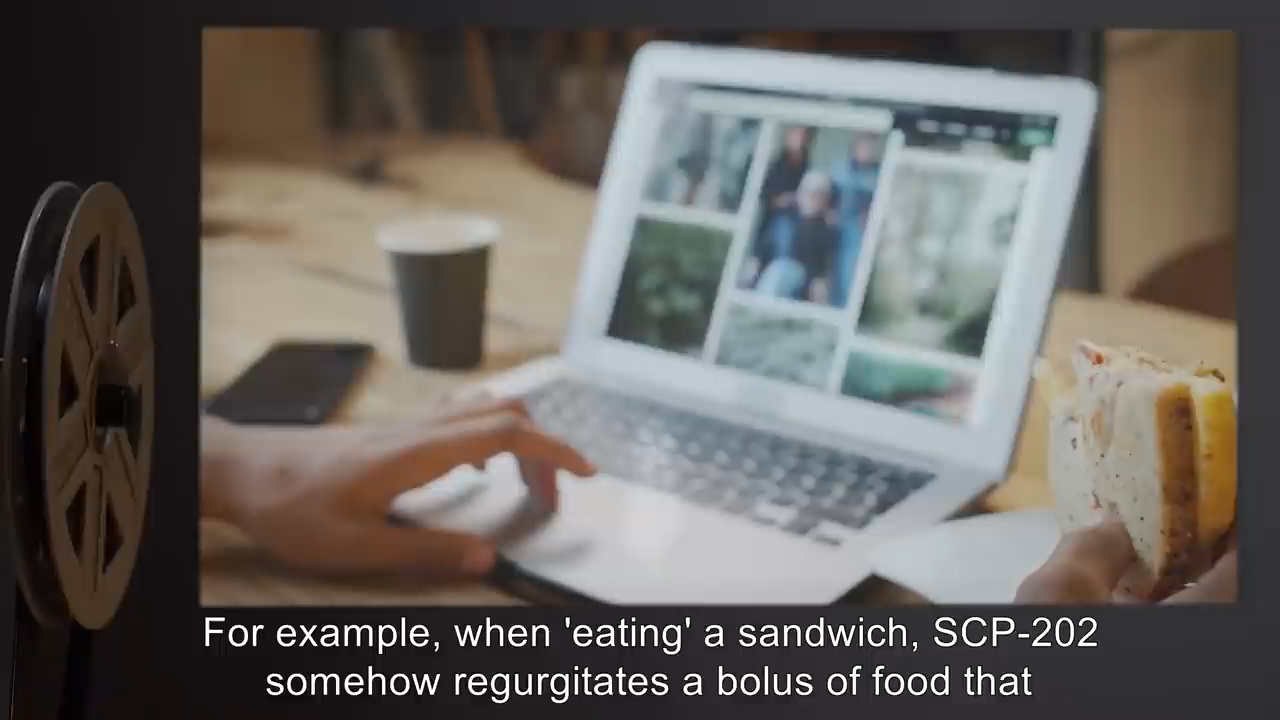 For example, when 'eating' a sandwich, SCP-202
somehow regurgitates a bolus of food that